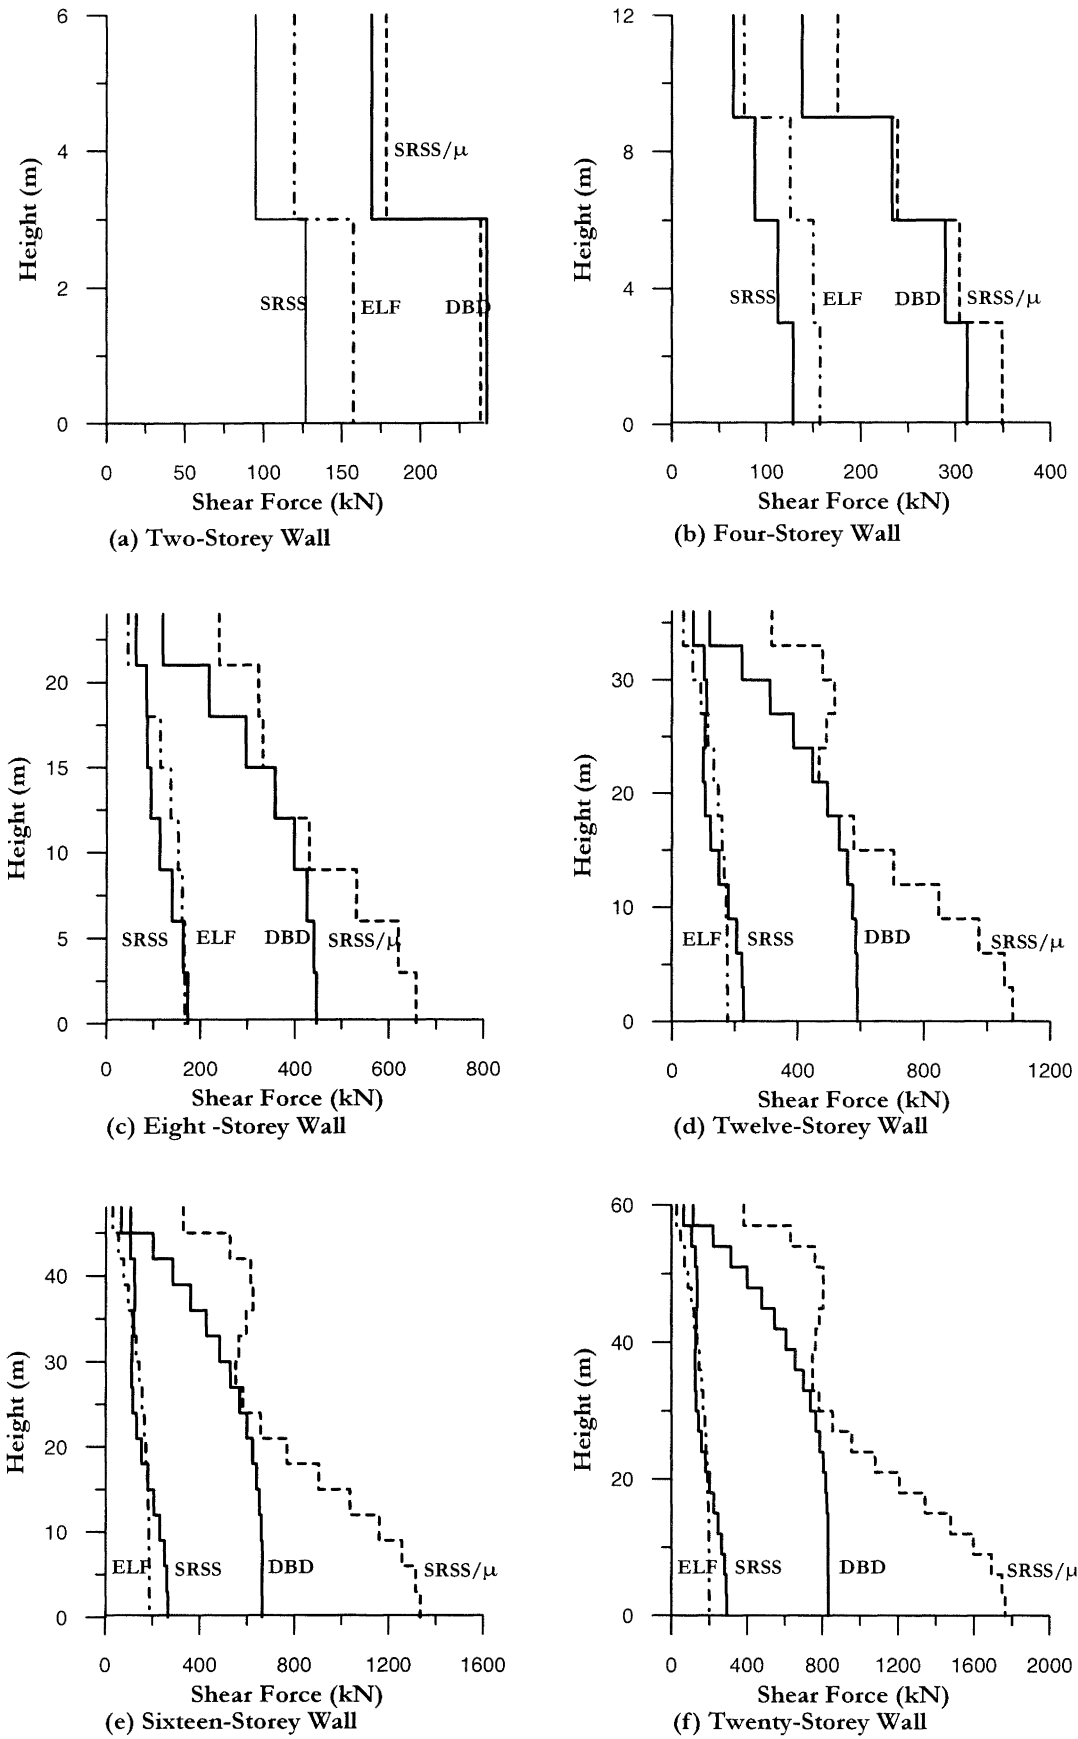 6
4
2
0
Height (m)
SRSS/μ
SRSS
ELF
DBD
0 50 100 150 200
Shear Force (kN)
(a) Two-Storey Wall
12
8
4
0
Height (m)
SRSS
ELF
DBD
SRSS/μ
0 100 200 300 400
Shear Force (kN)
(b) Four-Storey Wall
20
15
10
5
0
Height (m)
SRSS
ELF
DBD
SRSS/μ
0 200 400 600 800
Shear Force (kN)
(c) Eight -Storey Wall
30
20
10
0
Height (m)
ELF
SRSS
DBD
SRSS/μ
0 400 800 1200
Shear Force (kN)
(d) Twelve-Storey Wall
40
30
20
10
0
Height (m)
ELF
SRSS
DBD
SRSS/μ
0 400 800 1200 1600
Shear Force (kN)
(e) Sixteen-Storey Wall
60
40
20
0
Height (m)
ELF
SRSS
DBD
SRSS/μ
0 400 800 1200 1600 2000
Shear Force (kN)
(f) Twenty-Storey Wall